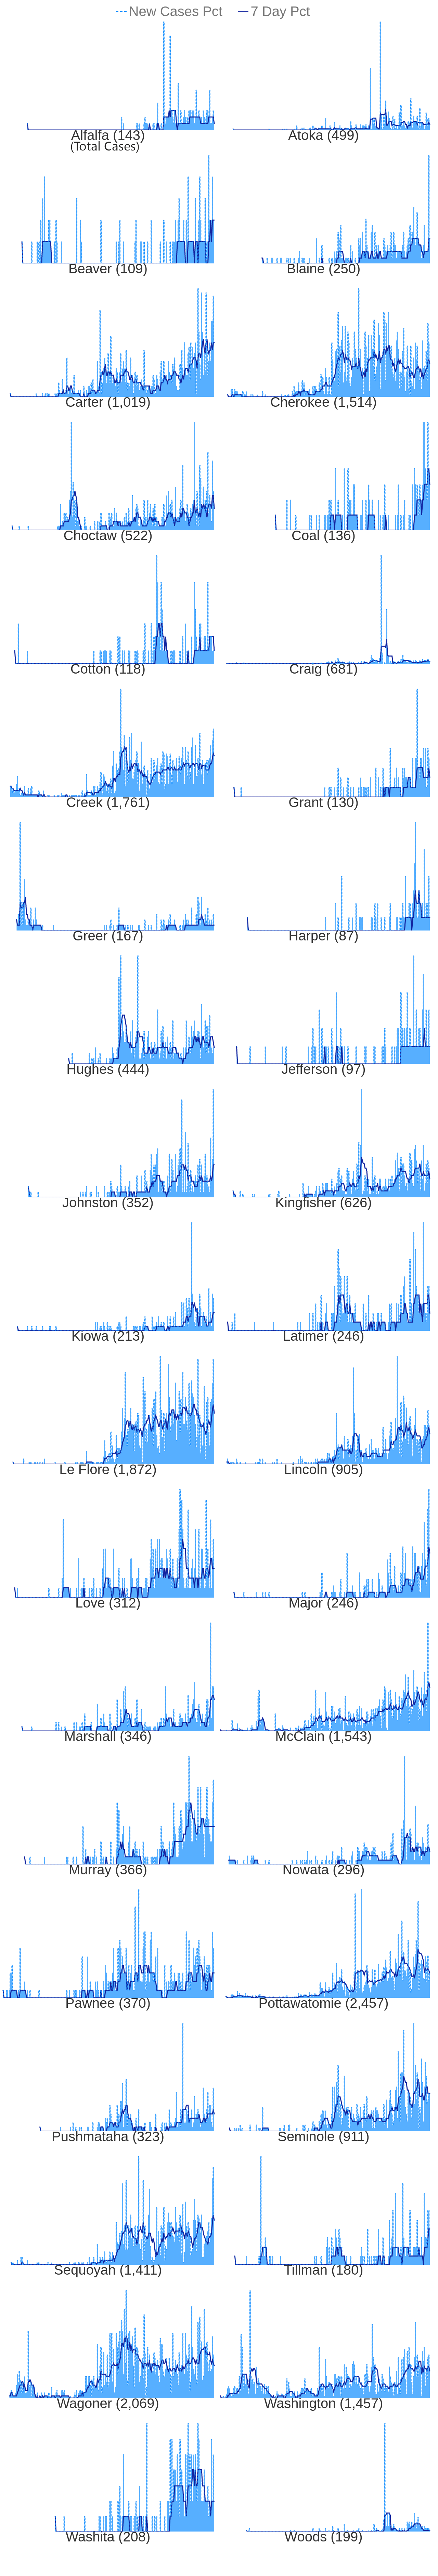 New Cases Pct 7 Day Pct
Alfalfa (143) Atoka (499)
(Total Cases)
Beaver (109) Blaine (250)
Carter (1,019) Cherokee (1,514)
Choctaw (522) Coal (136)
Cotton (118) Craig (681)
Creek (1,761) Grant (130)
Greer (167) Harper (87)
Hughes (444) Jefferson (97)
Johnston (352) Kingfisher (626)
Kiowa (213) Latimer (246)
Le Flore (1,872) Lincoln (905)
Love (312) Major (246)
Marshall (346) McClain (1,543)
Murray (366) Nowata (296)
Pawnee (370) Pottawatomie (2,457)
Pushmataha (323) Seminole (911)
Sequoyah (1,411) Tillman (180)
Wagoner (2,069) Washington (1,457)
Washita (208) Woods (199)